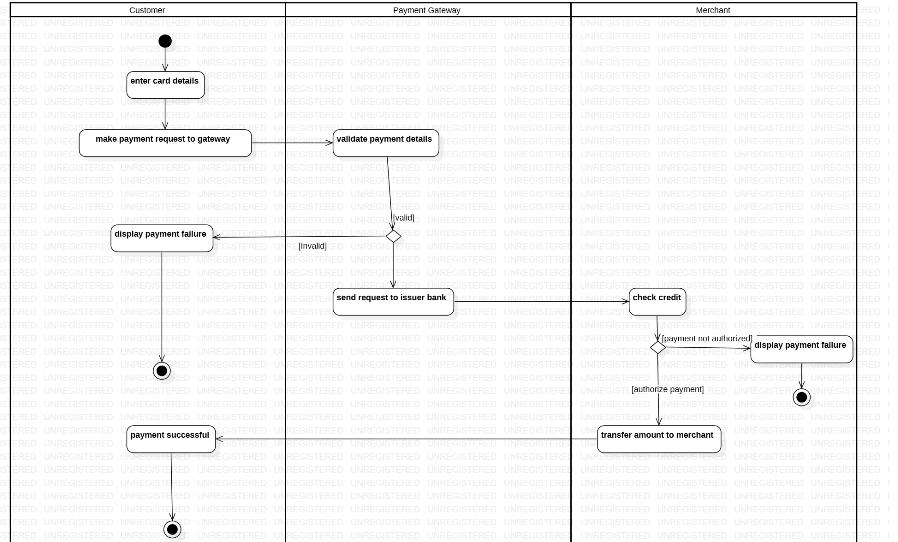 Customer
Payment Gateway
Merchant
enter card details
make payment request to gateway
validate payment details
[valid]
display payment failure
[Invalid]
send request to issuer bank
check credit
[payment not authorized]
display payment failure
[authorize payment]
payment successful
transfer amount to merchant
UNREGISTERED